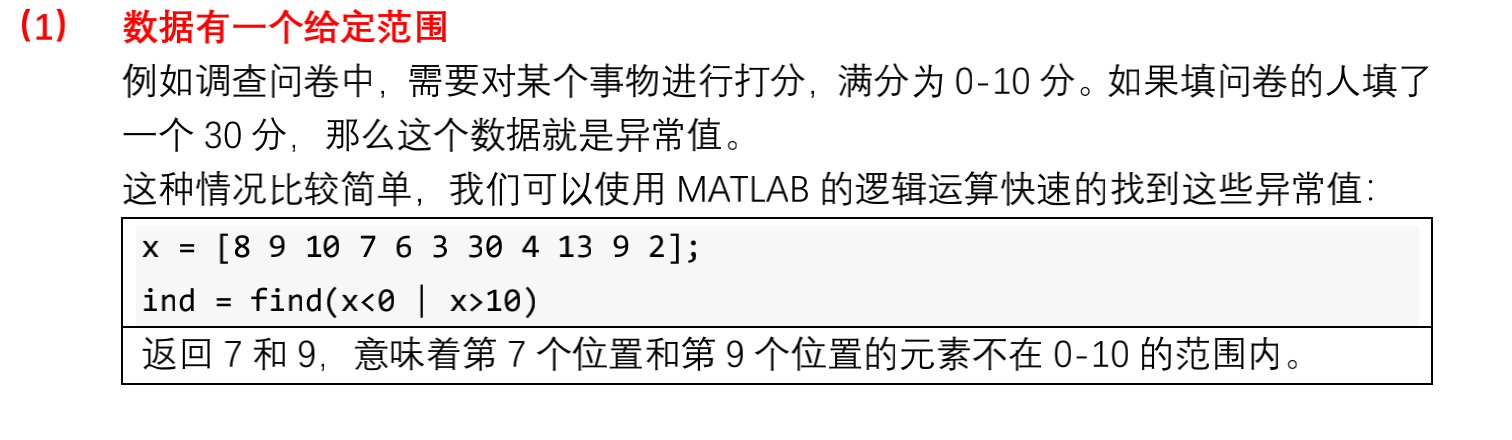 (1) 数据有一个给定范围
例如调查问卷中，需要对某个事物进行打分，满分为 0-10 分。如果填问卷的人填了
一个 30 分，那么这个数据就是异常值。
这种情况比较简单，我们可以使用 MATLAB 的逻辑运算快速的找到这些异常值：
x = [8 9 10 7 6 3 30 4 13 9 2];
ind = find(x<0 | x>10)
返回 7 和 9，意味着第 7 个位置和第 9 个位置的元素不在 0-10 的范围内。